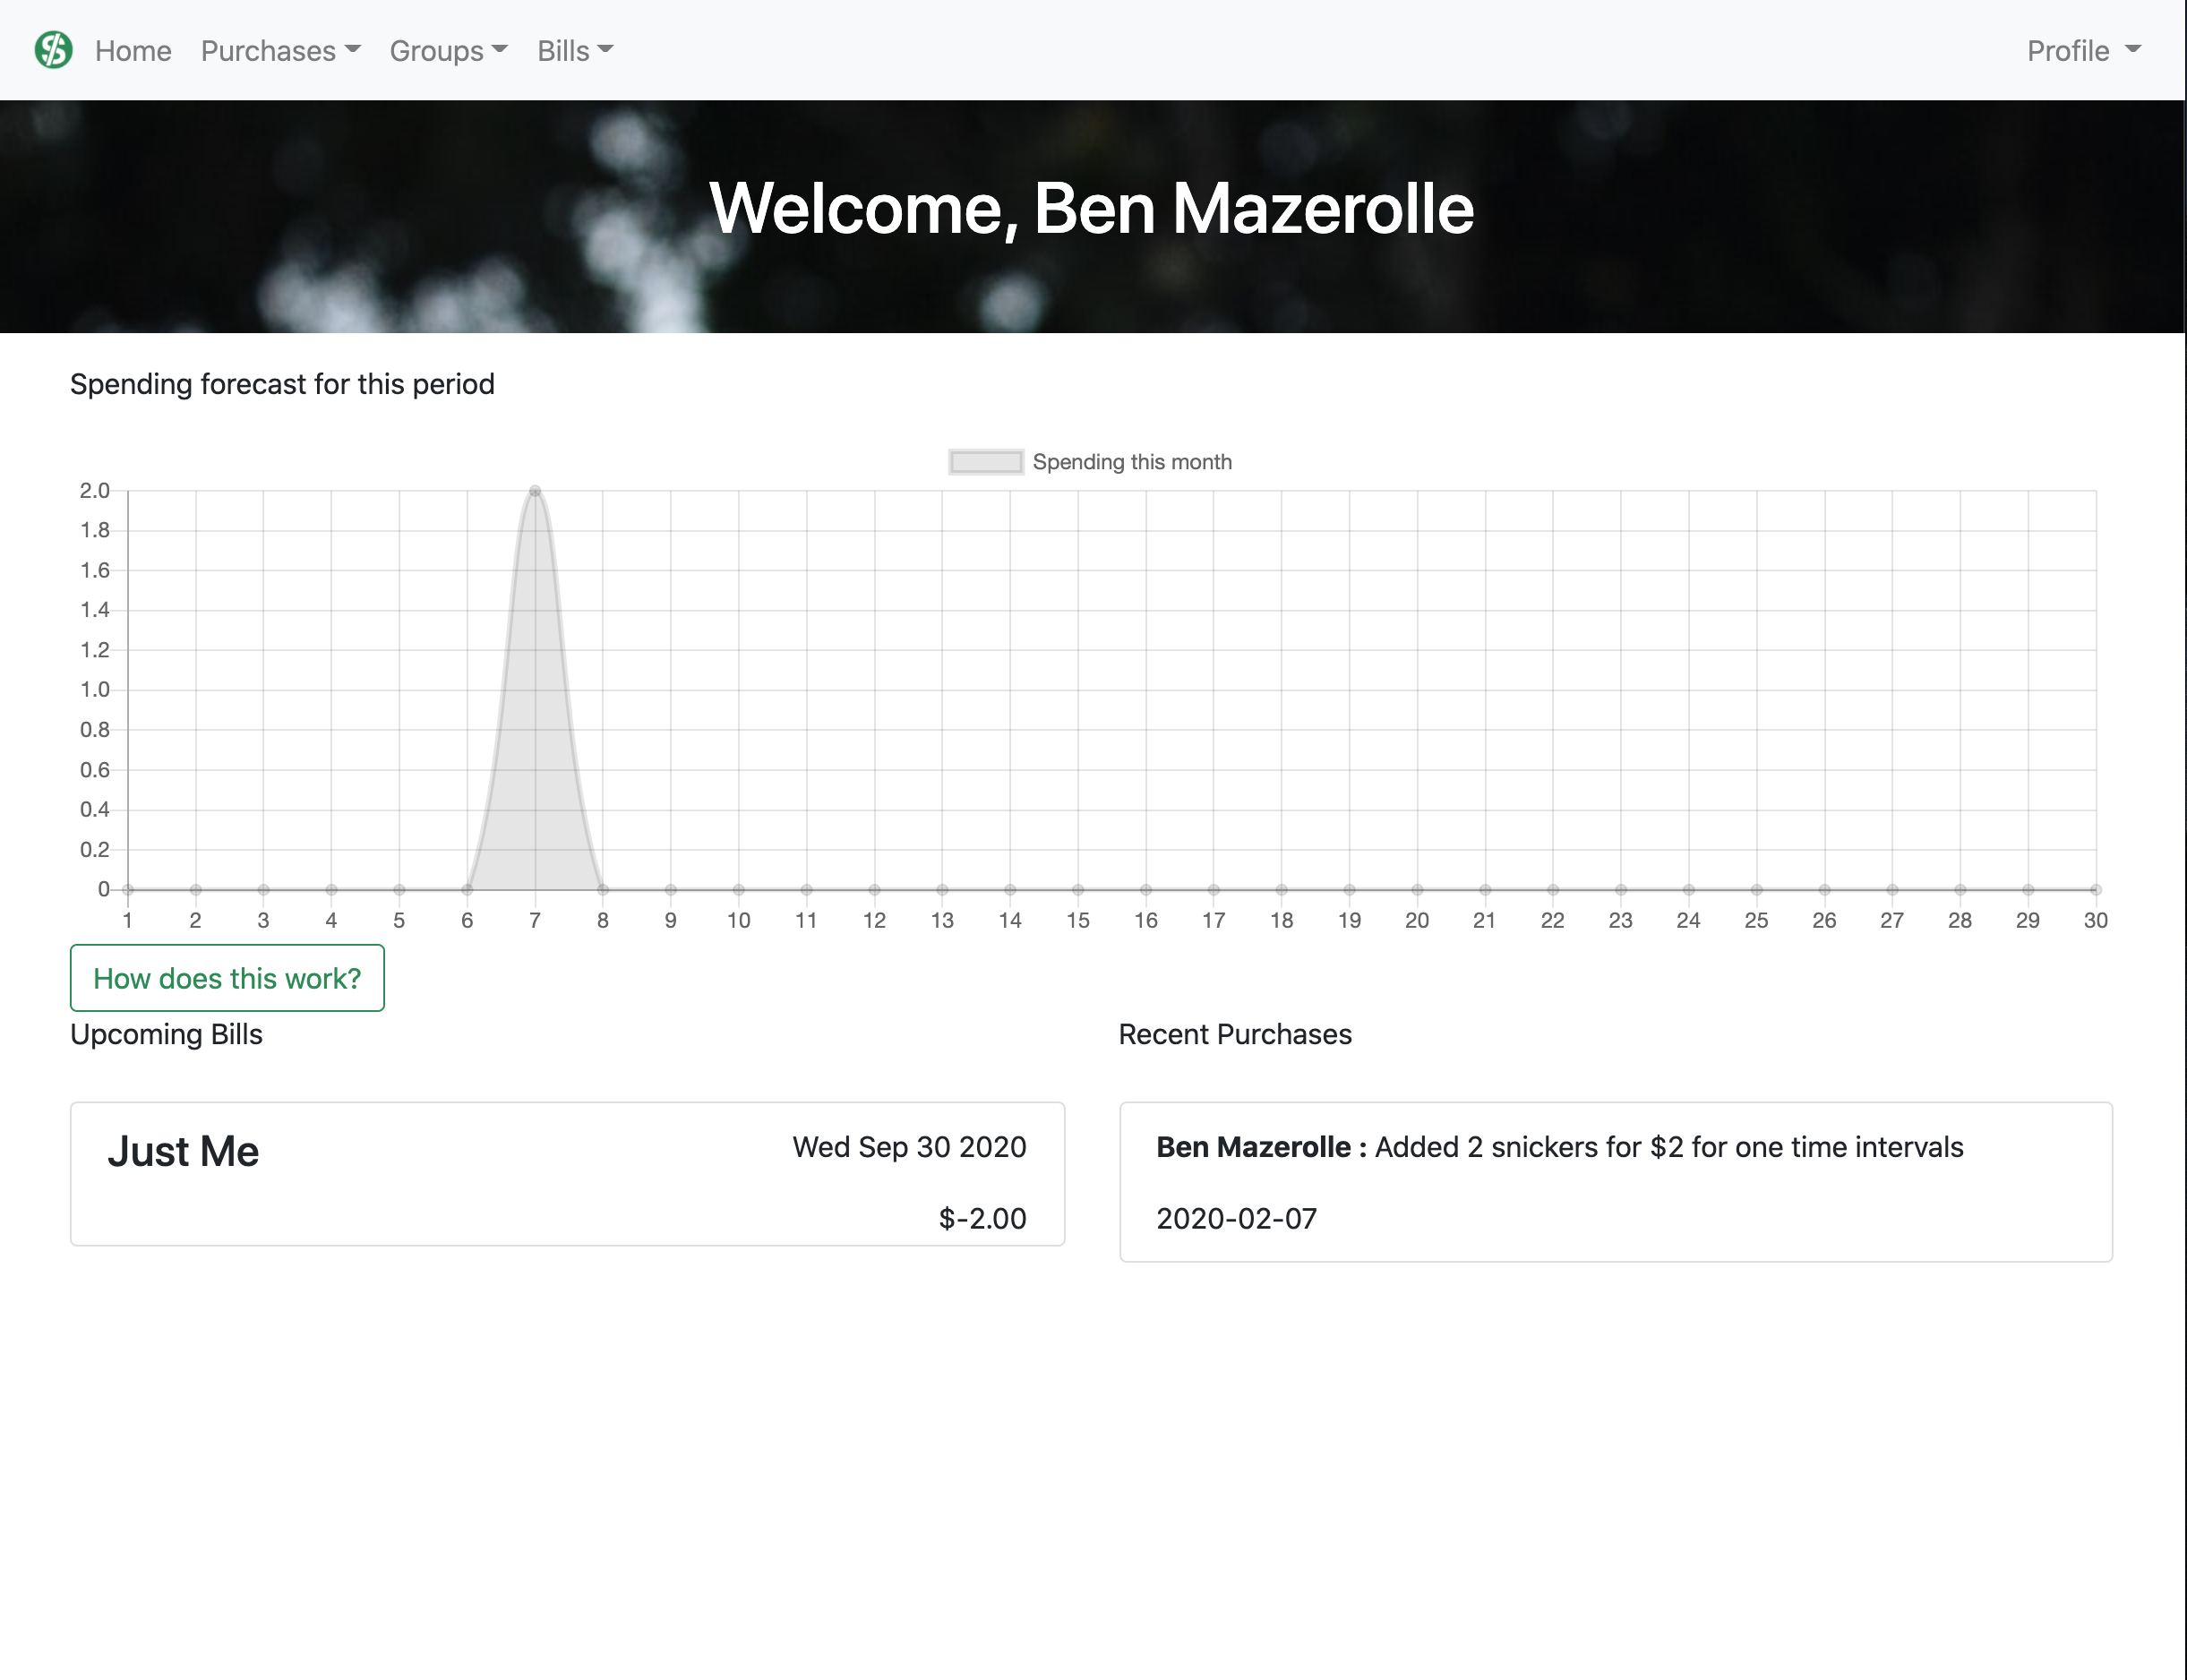 Home Purchases Groups Bills Profile
Welcome, Ben Mazerolle
Spending forecast for this period
Spending this month
2.0
1.8
1.6
1.4
1.2
1.0
0.8
0.6
0.4
0.2
0
1 2 3 4 5 6 7 8 9 10 11 12 13 14 15 16 17 18 19 20 21 22 23 24 25 26 27 28 29 30
How does this work?
Upcoming Bills
Just Me
Wed Sep 30 2020
$-2.00
Recent Purchases
Ben Mazerolle : Added 2 snickers for $2 for one time intervals
2020-02-07